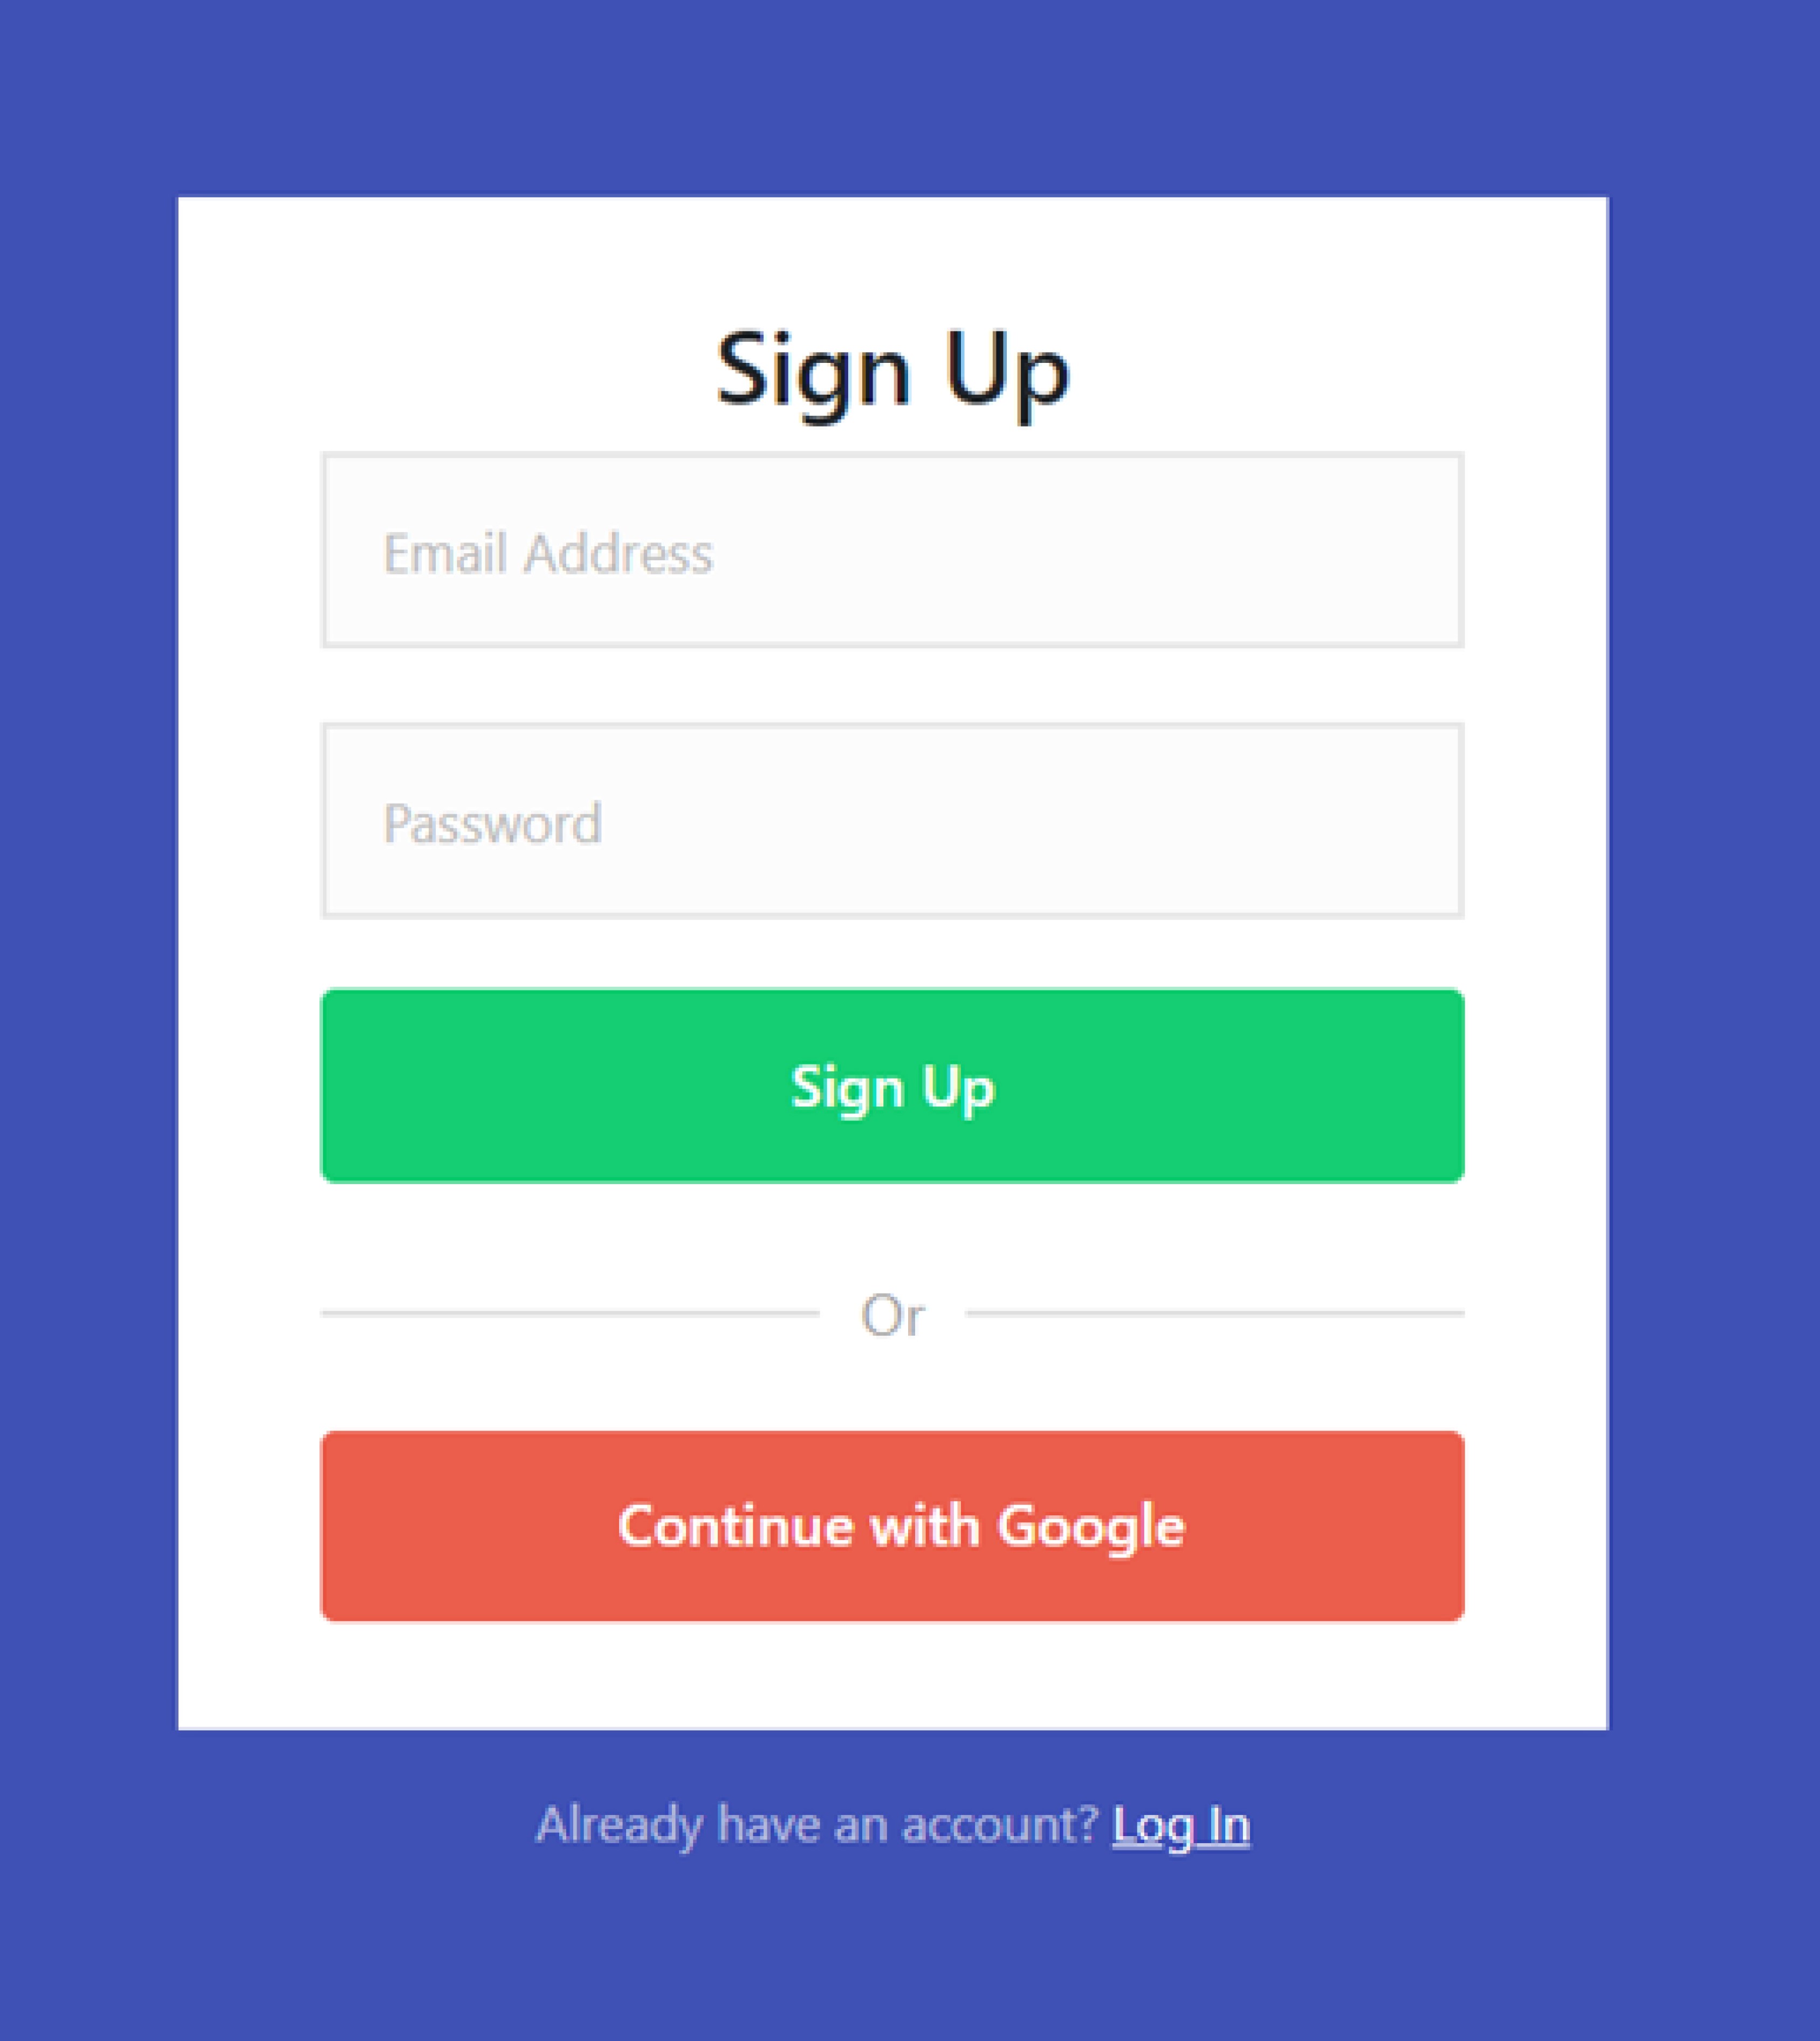 Sign Up
Email Address
Password
Sign Up
Or
Continue with Google
Already have an account? Log In